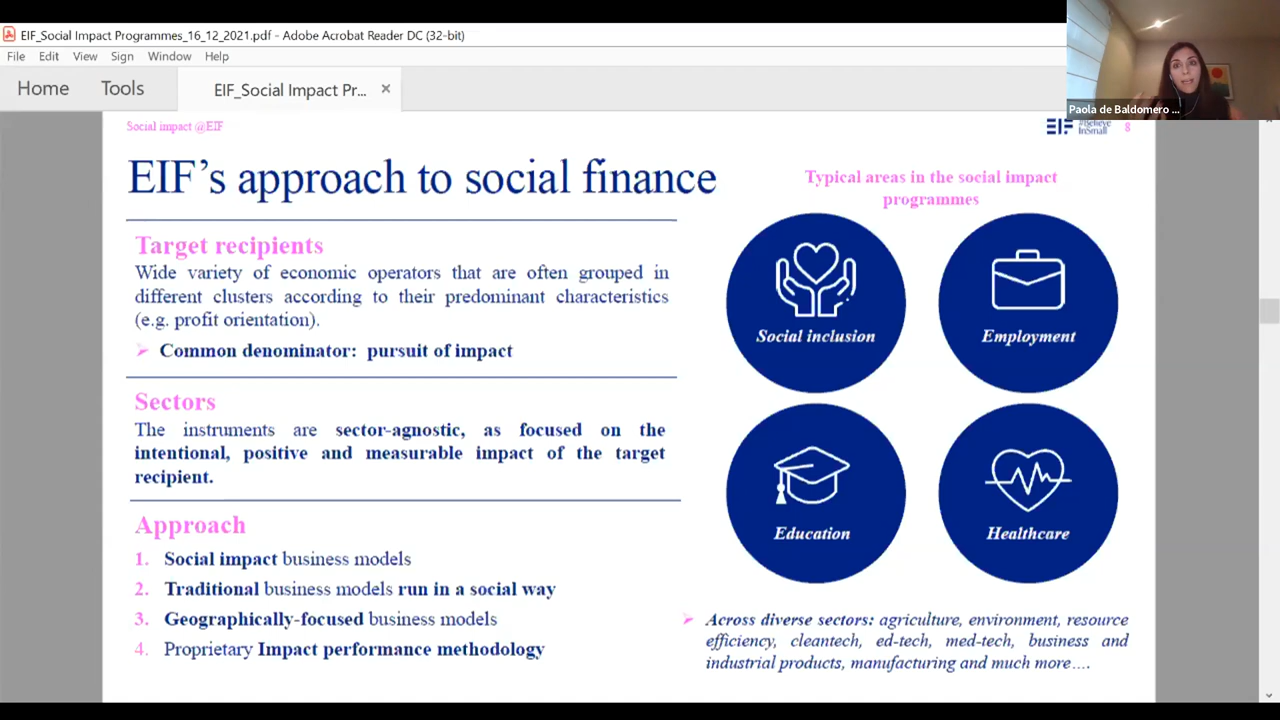 EIF_Social Impact Programmes_16_12_2021.pdf - Adobe Acrobat Reader DC (32-bit)
File Edit View Sign Window Help
Home Tools EIF_Social Impact Pr... ×
Paola de Baldomero ...
Social impact @EIF
EIF #Believe InSmall 8
EIF’s approach to social finance
Target recipients
Wide variety of economic operators that are often grouped in
different clusters according to their predominant characteristics
(e.g. profit orientation).
Common denominator: pursuit of impact
Sectors
The instruments are sector-agnostic, as focused on the
intentional, positive and measurable impact of the target
recipient.
Approach
1. Social impact business models
2. Traditional business models run in a social way
3. Geographically-focused business models
4. Proprietary Impact performance methodology
Typical areas in the social impact
programmes
Social inclusion
Employment
Education
Healthcare
Across diverse sectors: agriculture, environment, resource
efficiency, cleantech, ed-tech, med-tech, business and
industrial products, manufacturing and much more….